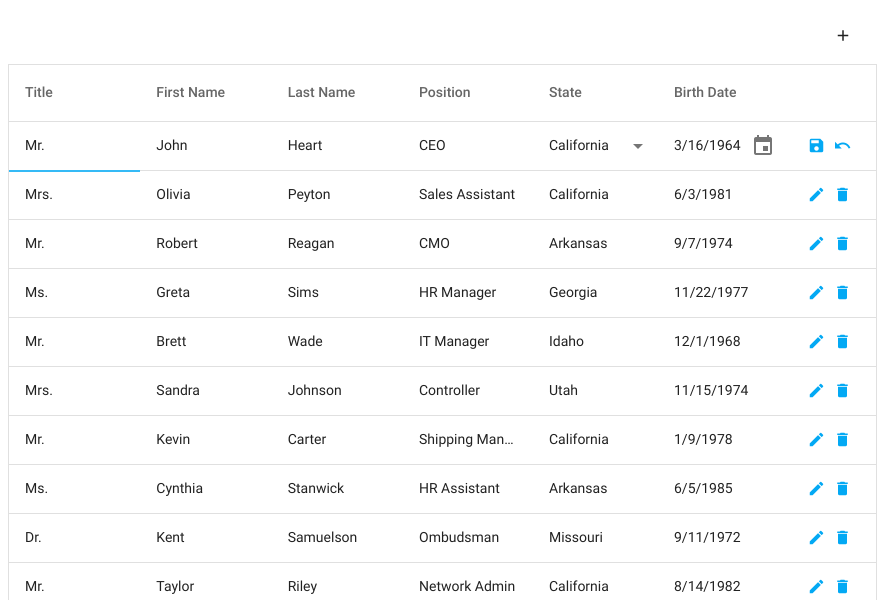 +
Title First Name Last Name Position State Birth Date
Mr. John Heart CEO California 3/16/1964
Mrs. Olivia Peyton Sales Assistant California 6/3/1981
Mr. Robert Reagan CMO Arkansas 9/7/1974
Ms. Greta Sims HR Manager Georgia 11/22/1977
Mr. Brett Wade IT Manager Idaho 12/1/1968
Mrs. Sandra Johnson Controller Utah 11/15/1974
Mr. Kevin Carter Shipping Man... California 1/9/1978
Ms. Cynthia Stanwick HR Assistant Arkansas 6/5/1985
Dr. Kent Samuelson Ombudsman Missouri 9/11/1972
Mr. Taylor Riley Network Admin California 8/14/1982